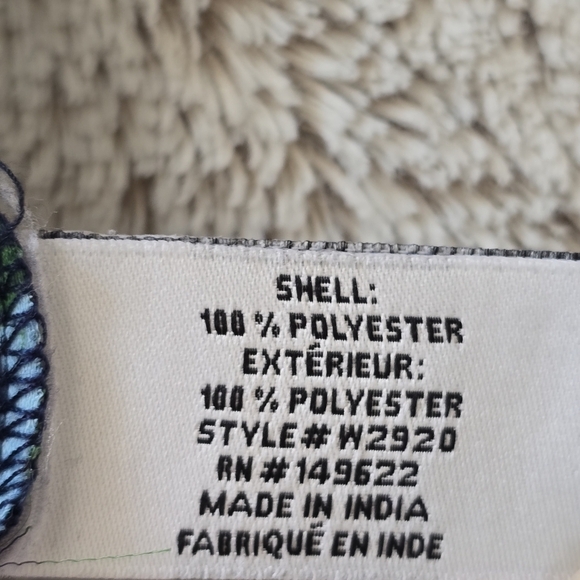 SHELL:
100 % POLYESTER
EXTÉRIEUR:
100 % POLYESTER
STYLE# W2920
RN # 149622
MADE IN INDIA
FABRIQUÉ EN INDE